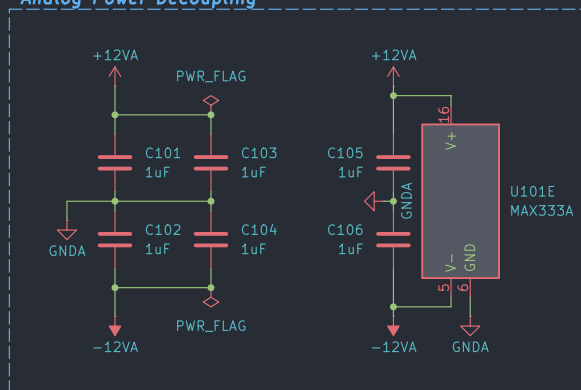 Analog Power Decoupling
+12VA
PWR_FLAG
C101
1uF
C103
1uF
GNDA
C102
1uF
C104
1uF
PWR_FLAG
-12VA
+12VA
16
V+
C105
1uF
GNDA
U101E
MAX333A
C106
1uF
V-
GND
5
6
-12VA
GNDA